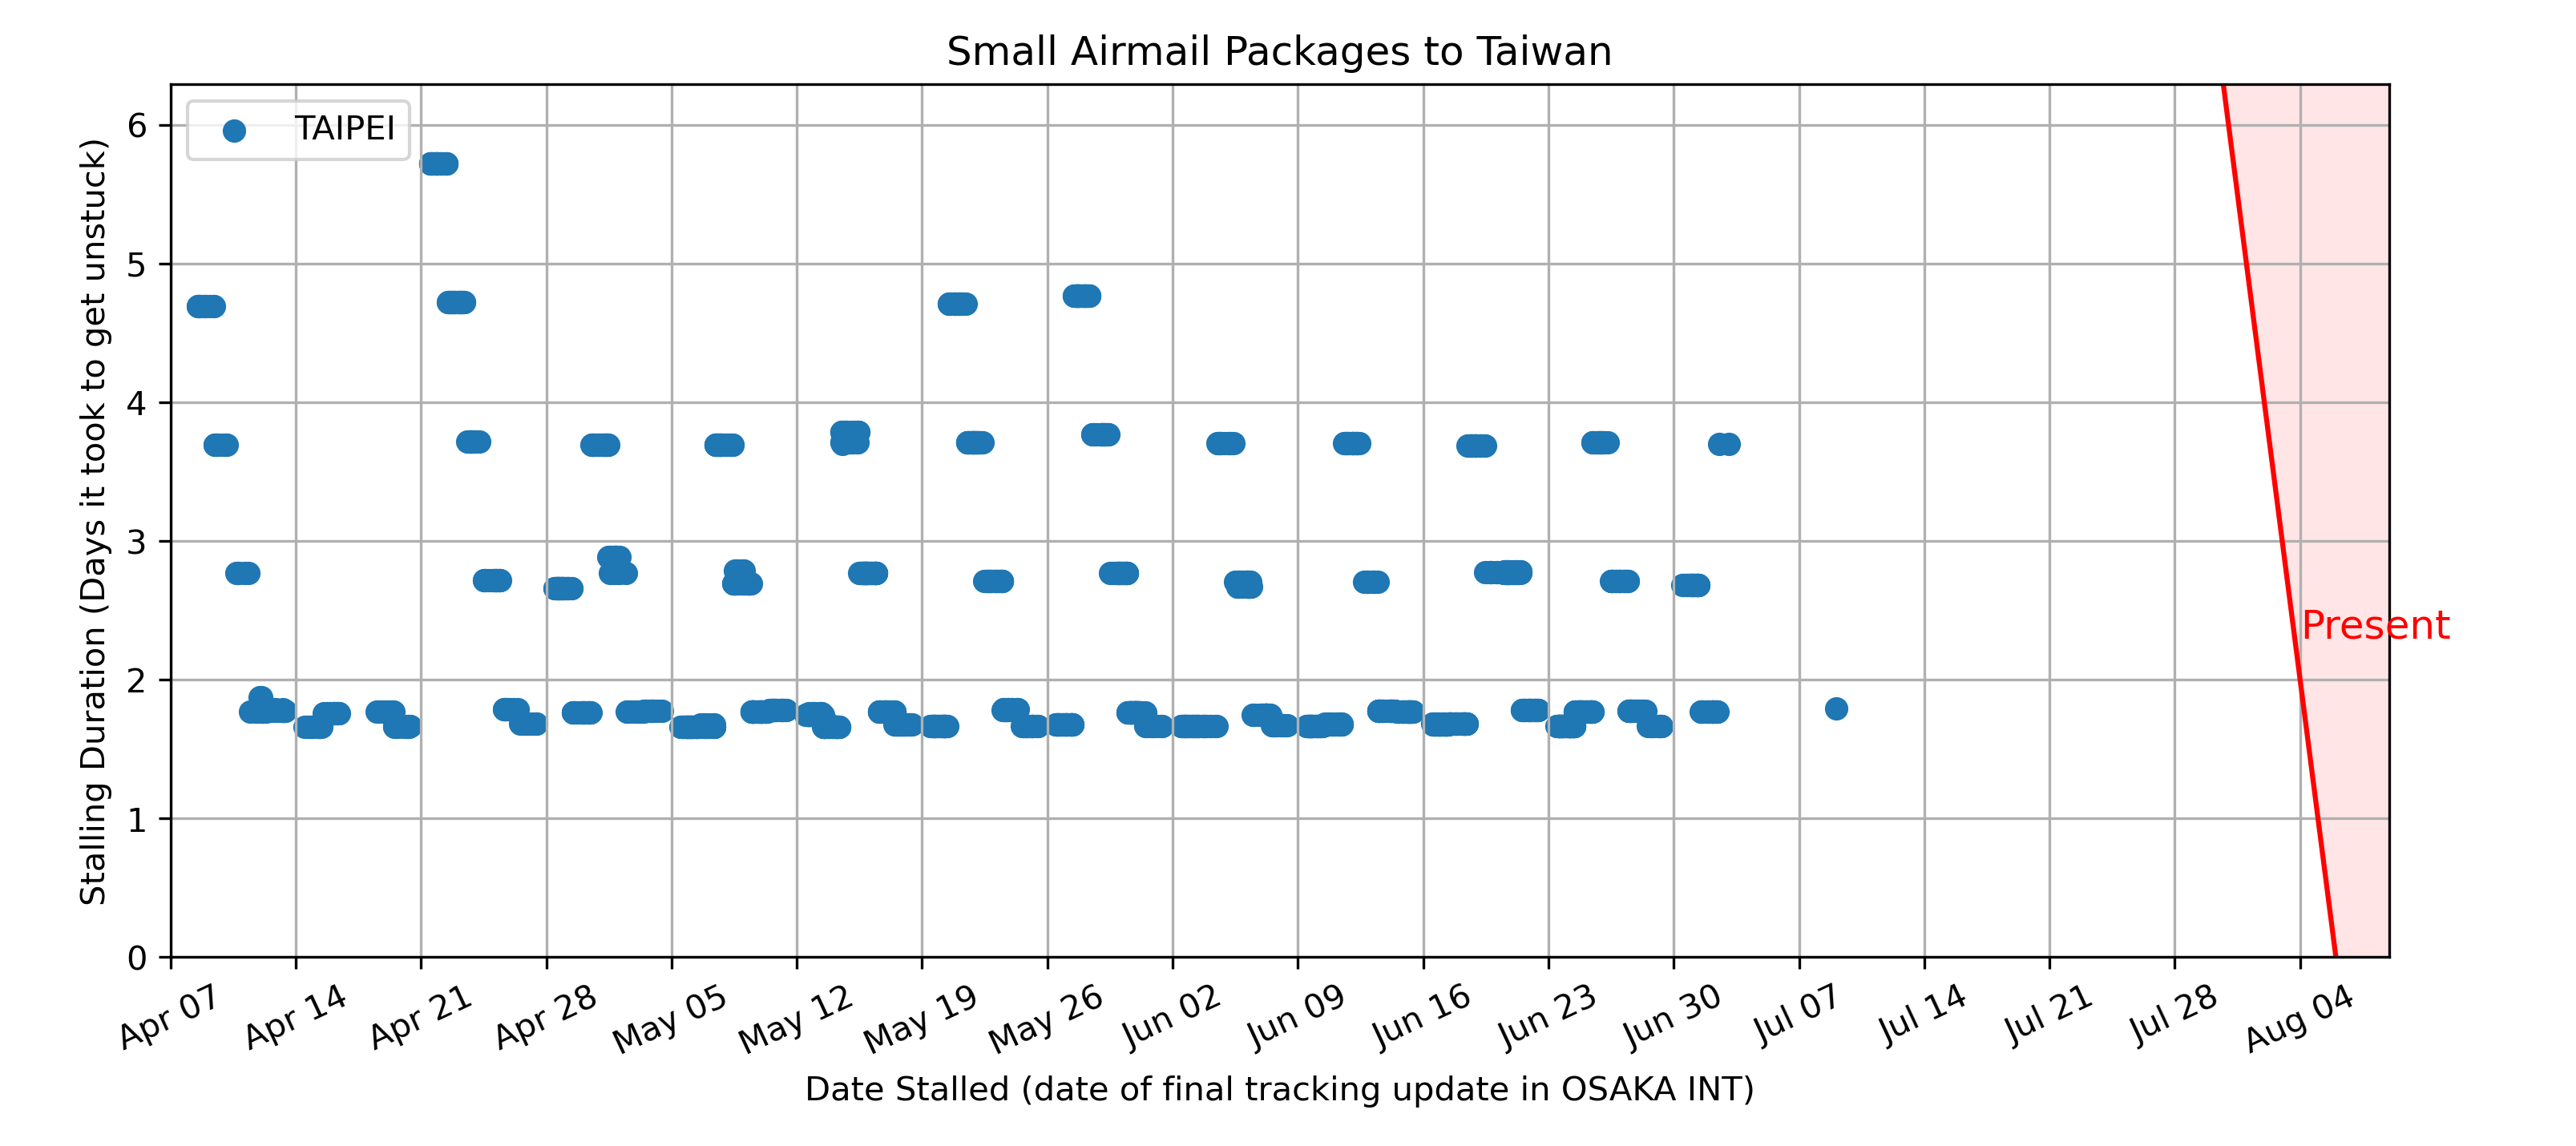 Small Airmail Packages to Taiwan
TAIPEI
Stalling Duration (Days it took to get unstuck)
6
5
4
3
2
1
0
Present
Apr 07
Apr 14
Apr 21
Apr 28
May 05
May 12
May 19
May 26
Jun 02
Jun 09
Jun 16
Jun 23
Jun 30
Jul 07
Jul 14
Jul 21
Jul 28
Aug 04
Date Stalled (date of final tracking update in OSAKA INT)